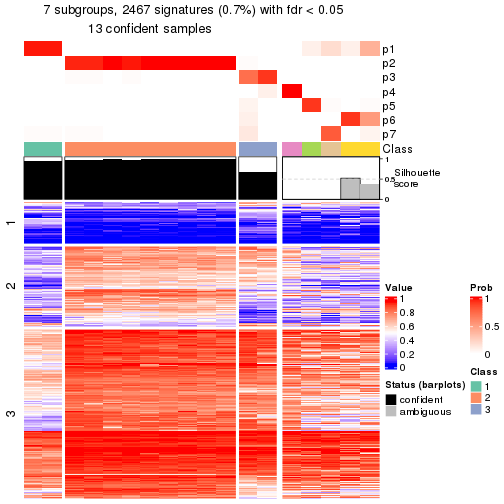 7 subgroups, 2467 signatures (0.7%) with fdr < 0.05
13 confident samples
p1
p2
p3
p4
p5
p6
p7
Class
1
0.5
0
Silhouette
score
1
2
3
Value
1
0.8
0.6
0.4
0.2
0
Prob
1
0.5
0
Status (barplots)
confident
ambiguous
Class
1
2
3